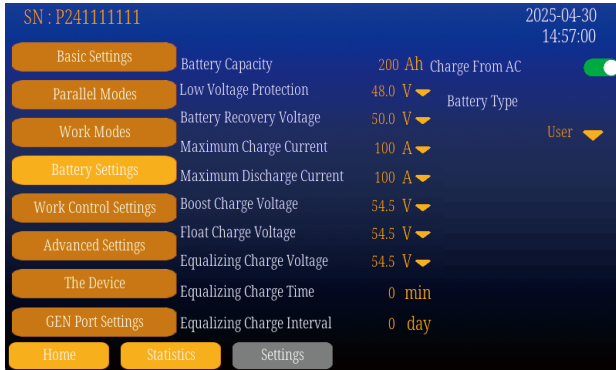 SN : P241111111
2025-04-30
14:57:00
Basic Settings
Parallel Modes
Work Modes
Battery Settings
Work Control Settings
Advanced Settings
The Device
GEN Port Settings
Battery Capacity 200 Ah
Low Voltage Protection 48.0 V
Battery Recovery Voltage 50.0 V
Maximum Charge Current 100 A
Maximum Discharge Current 100 A
Boost Charge Voltage 54.5 V
Float Charge Voltage 54.5 V
Equalizing Charge Voltage 54.5 V
Equalizing Charge Time 0 min
Equalizing Charge Interval 0 day
Charge From AC
Battery Type
User
Home Statistics Settings